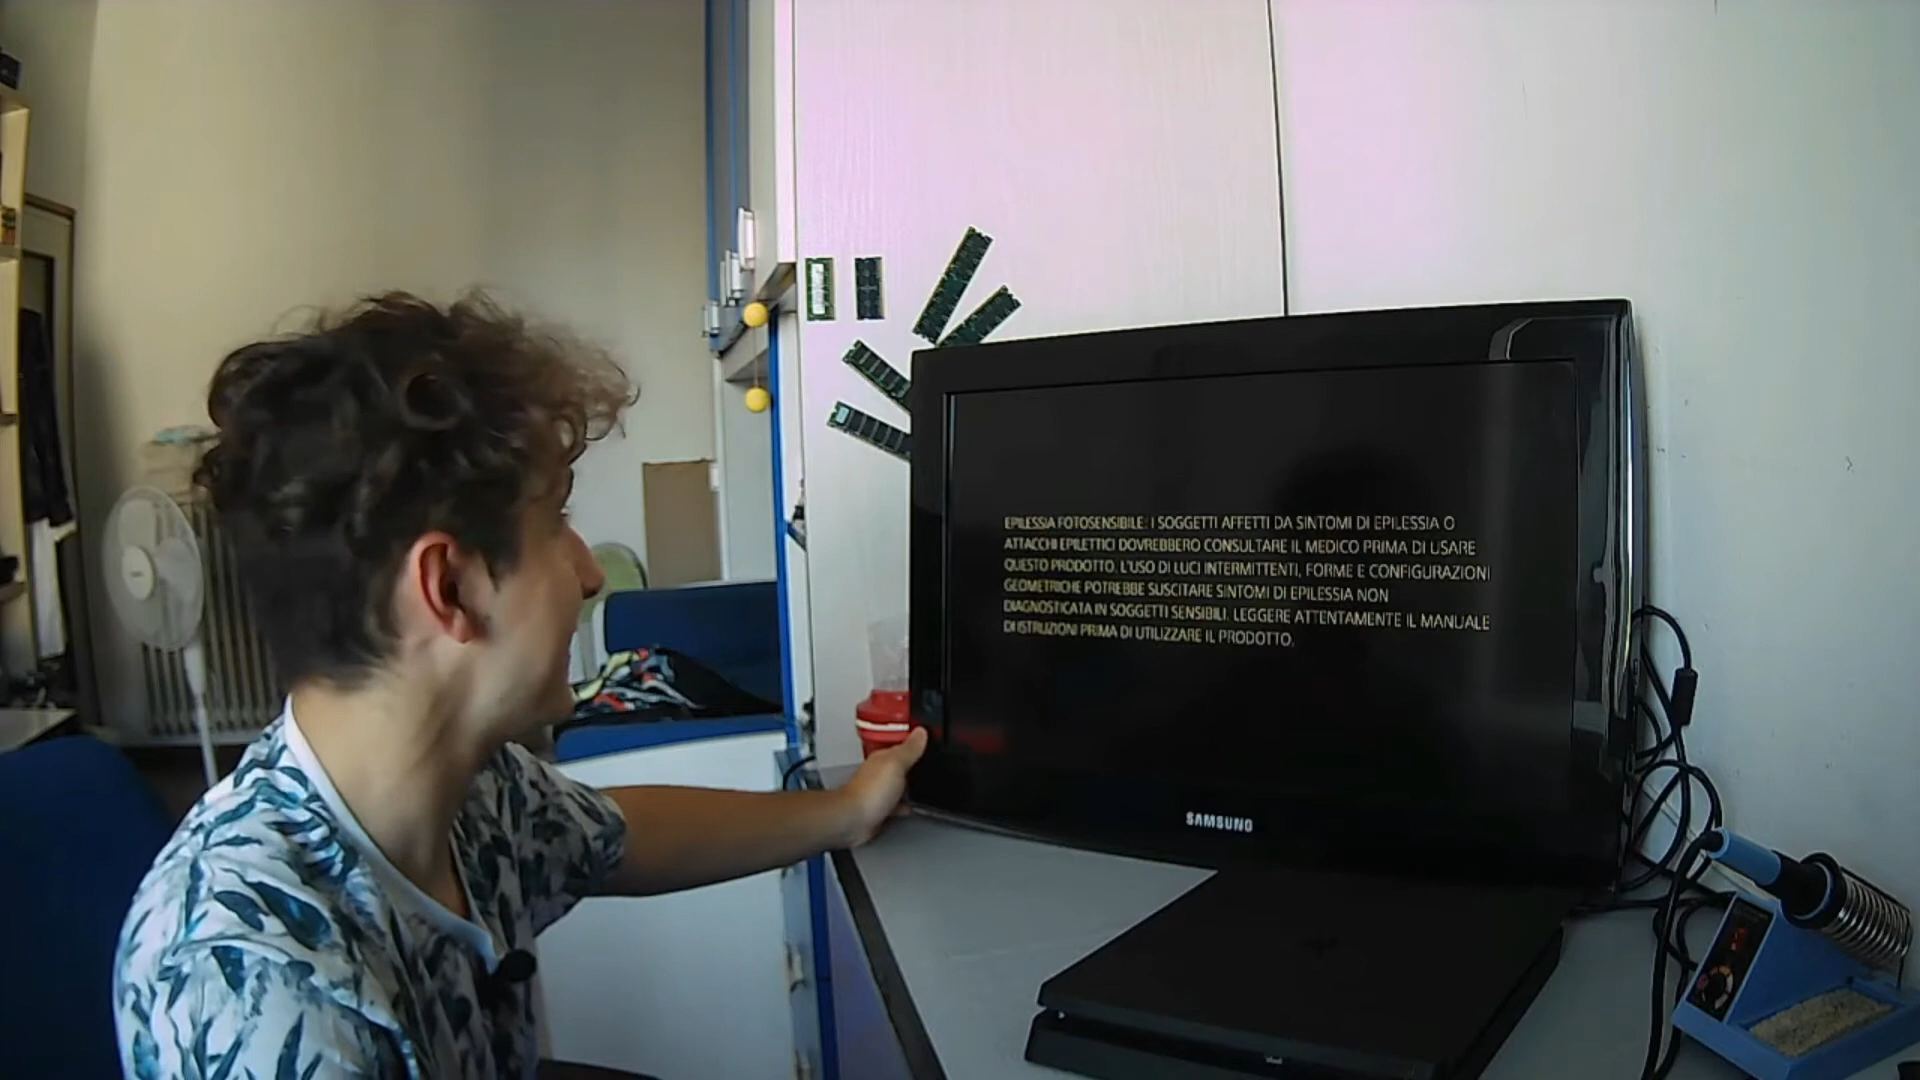 EPILESSIA FOTOSENSIBILE: I SOGGETTI AFFETTI DA SINTOMI DI EPILESSIA O
ATTACCHI EPILETTICI DOVREBBERO CONSULTARE IL MEDICO PRIMA DI USARE
QUESTO PRODOTTO. L'USO DI LUCI INTERMITTENTI, FORME E CONFIGURAZIONI
GEOMETRICHE POTREBBE SUSCITARE SINTOMI DI EPILESSIA NON
DIAGNOSTICATA IN SOGGETTI SENSIBILI. LEGGERE ATTENTAMENTE IL MANUALE
DI ISTRUZIONI PRIMA DI UTILIZZARE IL PRODOTTO.
SAMSUNG